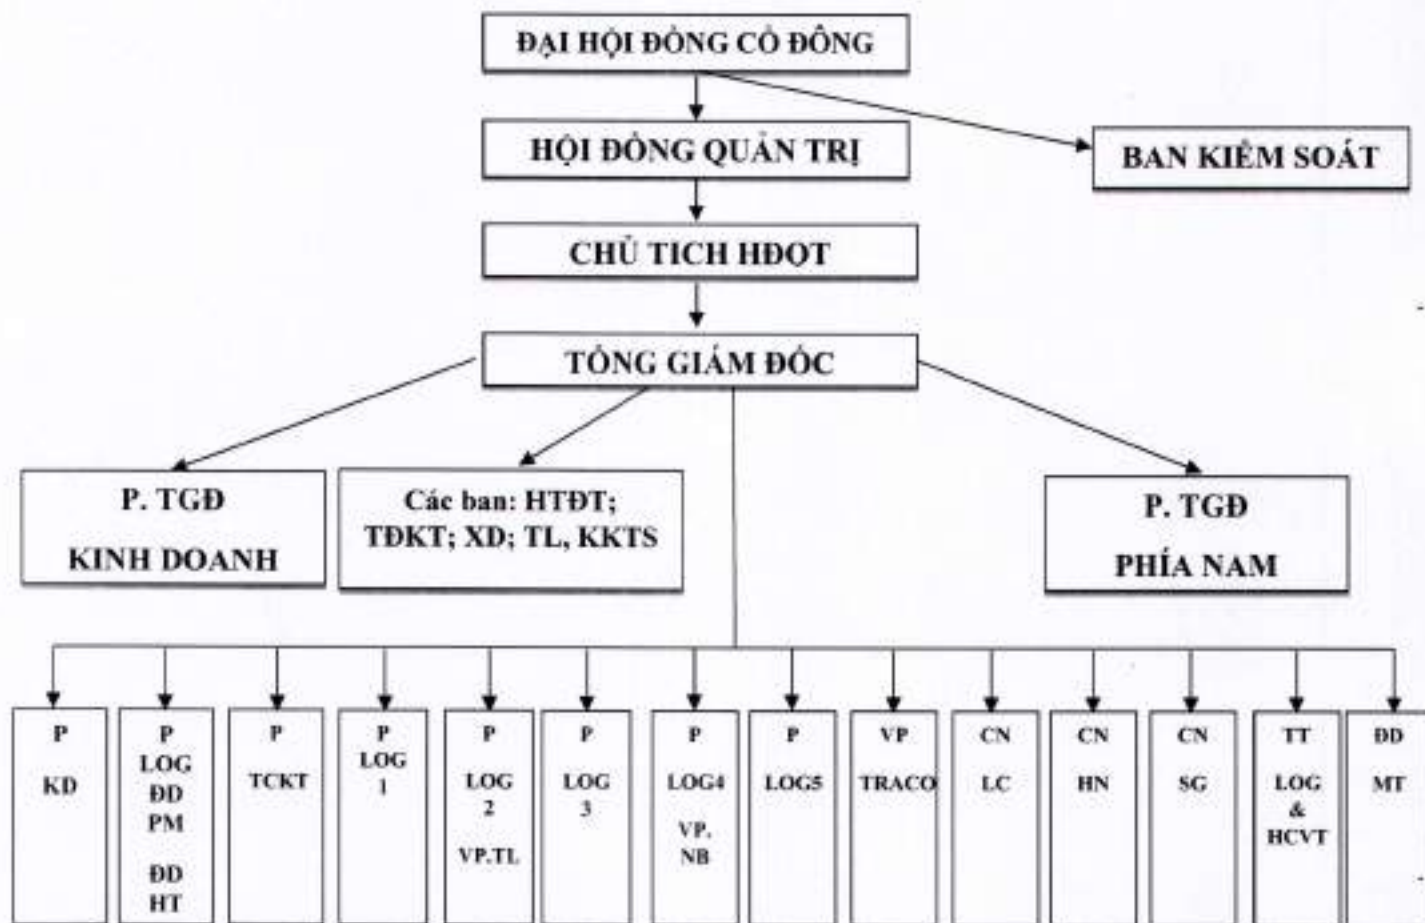 ĐẠI HỘI ĐỒNG CỔ ĐÔNG
HỘI ĐỒNG QUẢN TRỊ
BAN KIỂM SOÁT
CHỦ TICH HĐQT
TỔNG GIÁM ĐỐC
P. TGĐ
KINH DOANH
Các ban: HTĐT;
TĐKT; XD; TL, KKTS
P. TGĐ
PHÍA NAM
P
KD
P
LOG
ĐD
PM
ĐD
HT
P
TCKT
P
LOG
1
P
LOG
2
VP.TL
P
LOG
3
P
LOG4
VP.
NB
P
LOG5
VP
TRACO
CN
LC
CN
HN
CN
SG
TT
LOG
&
HCVT
ĐD
MT